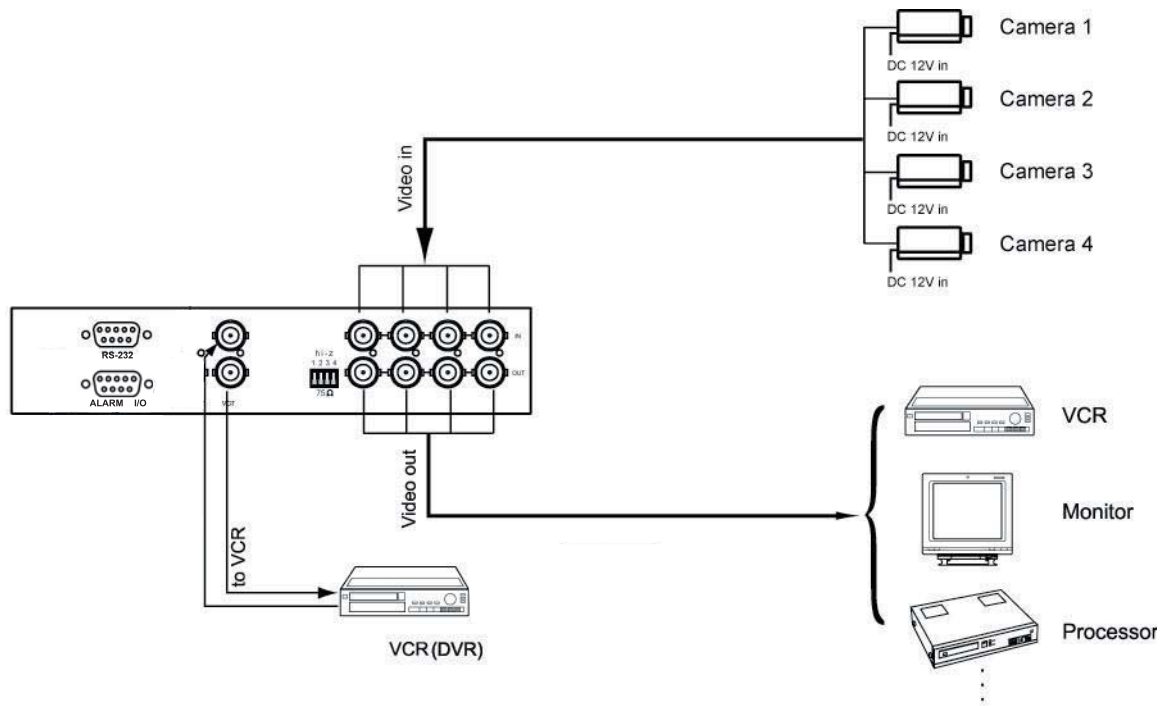 Camera 1
DC 12V in
Camera 2
DC 12V in
Camera 3
DC 12V in
Camera 4
DC 12V in
Video in
RS-232
hi-z
1 2 3 4
75Ω
IN
OUT
ALARM I/O
Video out
to VCR
VCR (DVR)
VCR
Monitor
Processor